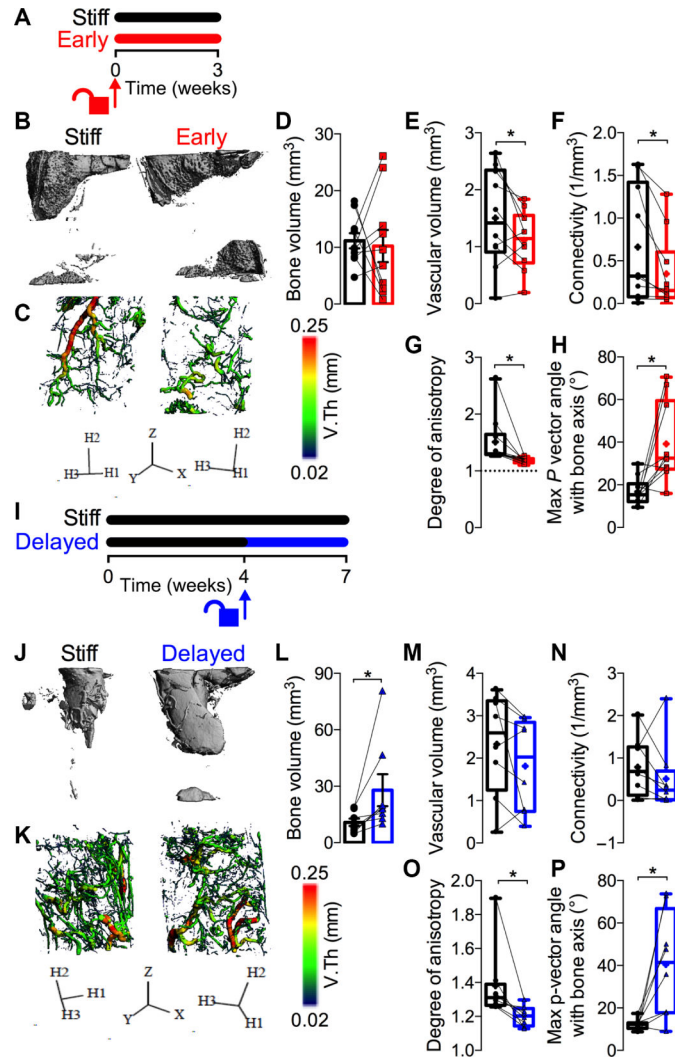 A
Stiff
Early
0
3
Time (weeks)
B
Stiff
Early
C
0.25
V.Th (mm)
0.02
H2
H3
H1
Z
Y
X
H2
H3
H1
D
Bone volume (mm³)
30
20
10
0
E
Vascular volume (mm³)
3
2
1
0
*
F
Connectivity (1/mm³)
2.0
1.5
1.0
0.5
0.0
*
G
Degree of anisotropy
3
2
1
0
*
H
Max P vector angle
with bone axis (°)
80
60
40
20
0
*
I
Stiff
Delayed
0
4
7
Time (weeks)
J
Stiff
Delayed
K
0.25
V.Th (mm)
0.02
H2
H1
H3
Z
Y
X
H2
H3
H1
L
Bone volume (mm³)
90
60
30
0
*
M
Vascular volume (mm³)
4
3
2
1
0
N
Connectivity (1/mm³)
3
2
1
0
−1
O
Degree of anisotropy
2.0
1.8
1.6
1.4
1.2
1.0
*
P
Max p-vector angle
with bone axis (°)
80
60
40
20
0
*